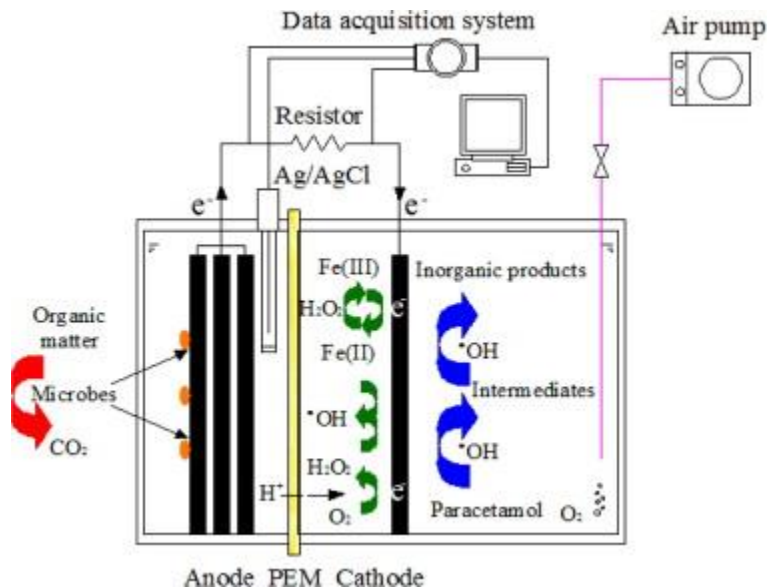 Data acquisition system
Air pump
Resistor
Ag/AgCl
e⁻
e⁻
Fe(III)
Inorganic products
H₂O₂
e⁻
Organic
matter
Fe(II)
•OH
Microbes
Intermediates
•OH
CO₂
•OH
H₂O₂
H⁺
e⁻
O₂
Paracetamol
O₂
Anode PEM Cathode